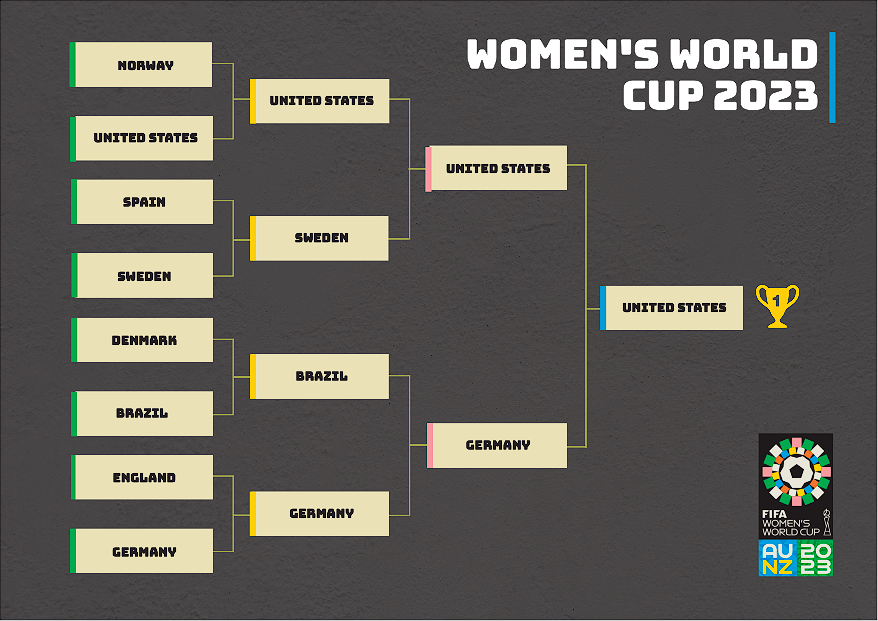 WOMEN'S WORLD
CUP 2023
NORWAY
UNITED STATES
SPAIN
SWEDEN
DENMARK
BRAZIL
ENGLAND
GERMANY
UNITED STATES
SWEDEN
BRAZIL
GERMANY
UNITED STATES
GERMANY
UNITED STATES
1
FIFA
WOMEN'S
WORLD CUP
AU 20
NZ 23